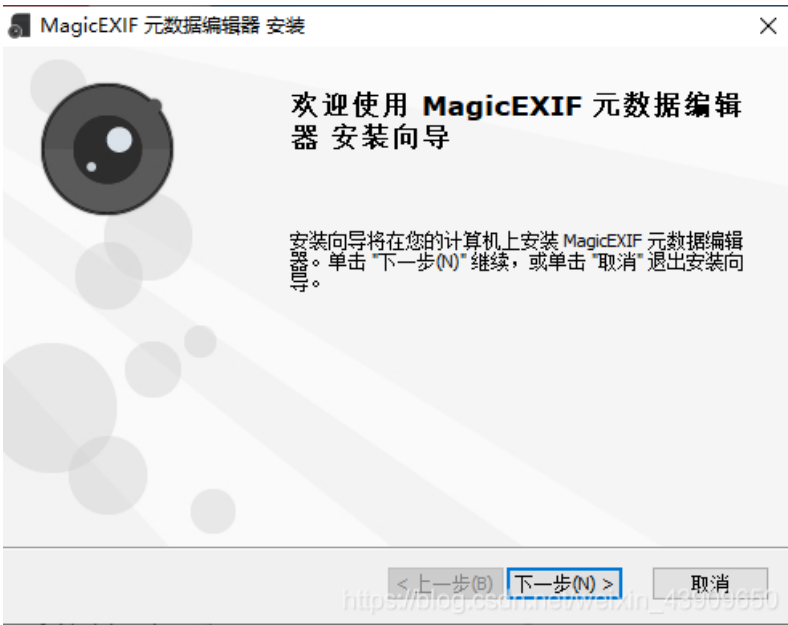 MagicEXIF 元数据编辑器 安装
欢迎使用 MagicEXIF 元数据编辑
器 安装向导
安装向导将在您的计算机上安装 MagicEXIF 元数据编辑
器。单击 "下一步(N)" 继续，或单击 "取消" 退出安装向
导。
< 上一步(B) 下一步(N) > 取消
https://blog.csdn.net/weixin_43909650